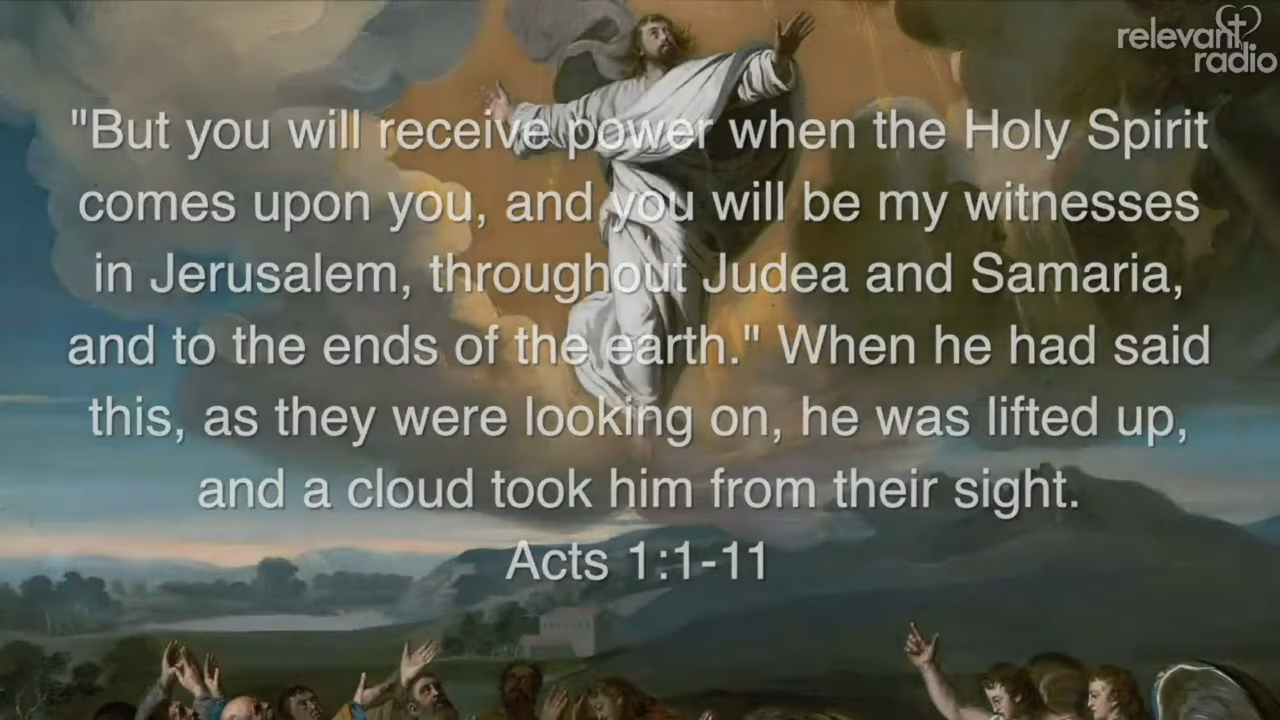 relevant
radio
"But you will receive power when the Holy Spirit
comes upon you, and you will be my witnesses
in Jerusalem, throughout Judea and Samaria,
and to the ends of the earth." When he had said
this, as they were looking on, he was lifted up,
and a cloud took him from their sight.
Acts 1:1-11